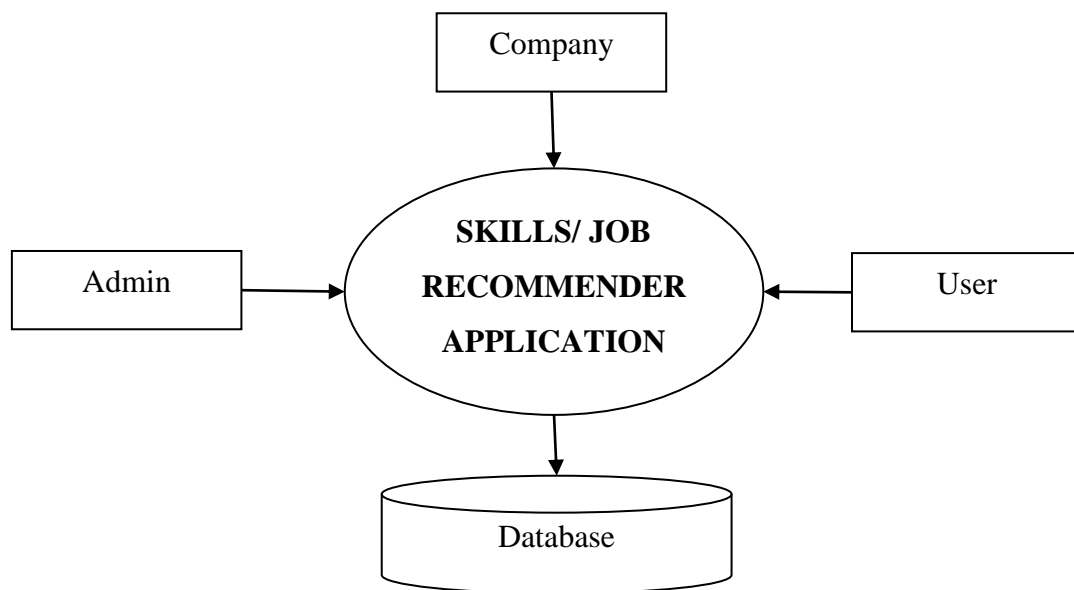 Company
SKILLS/ JOB
RECOMMENDER
APPLICATION
Admin
User
Database